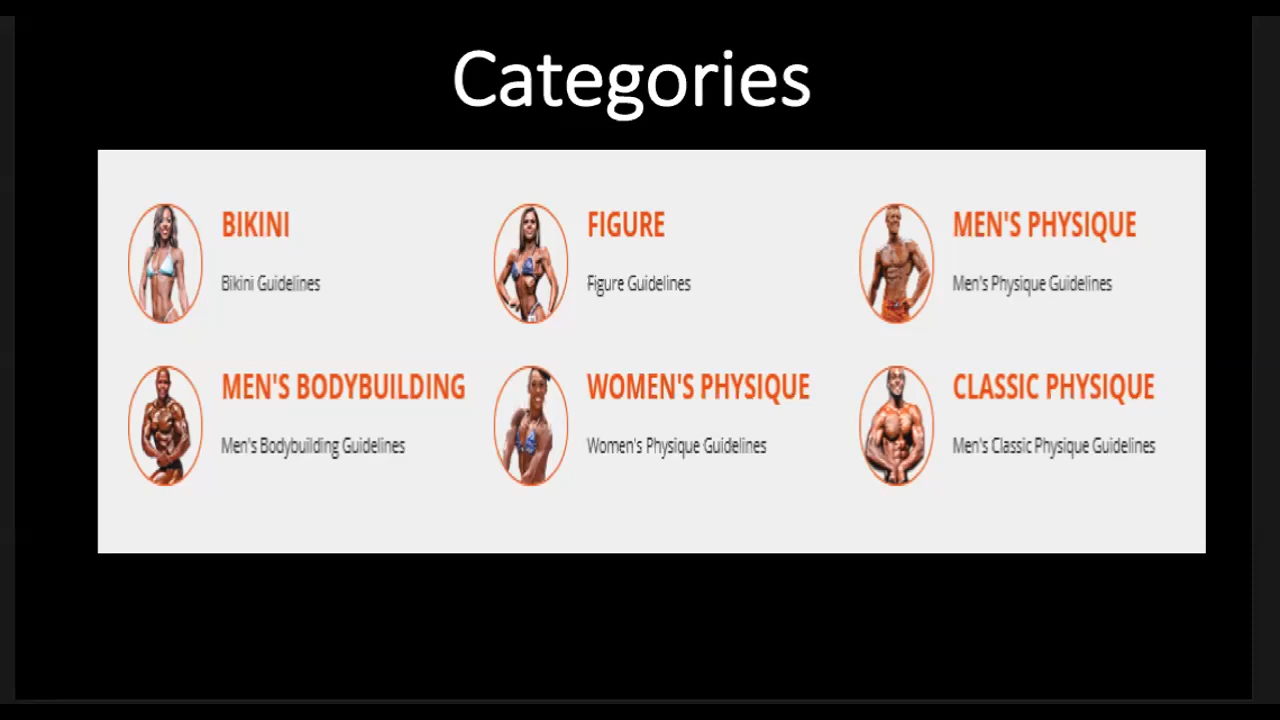 Categories
BIKINI
Bikini Guidelines
FIGURE
Figure Guidelines
MEN'S PHYSIQUE
Men's Physique Guidelines
MEN'S BODYBUILDING
Men's Bodybuilding Guidelines
WOMEN'S PHYSIQUE
Women's Physique Guidelines
CLASSIC PHYSIQUE
Men's Classic Physique Guidelines